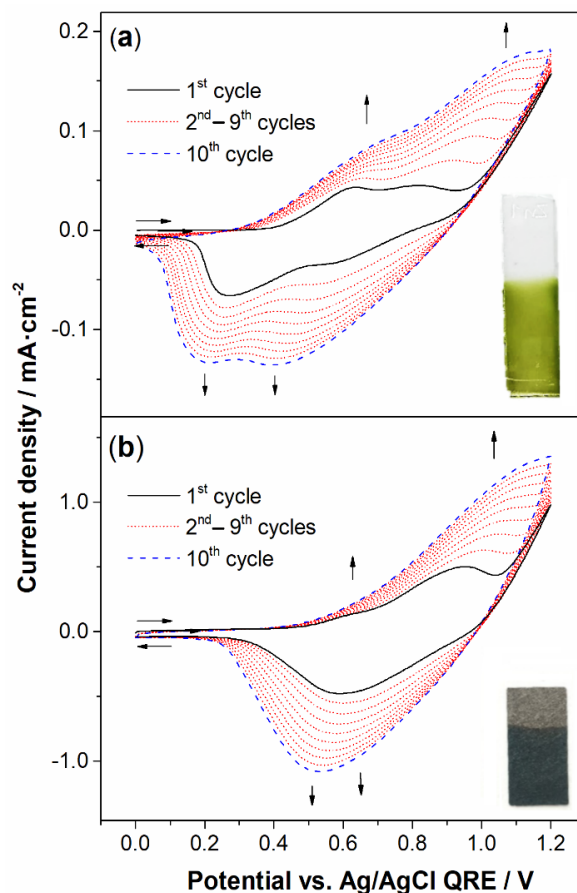 (a)
1st cycle
2nd – 9th cycles
10th cycle
0.2
0.1
0.0
-0.1
(b)
1st cycle
2nd – 9th cycles
10th cycle
1.0
0.0
-1.0
Current density / mA·cm-2
0.0 0.2 0.4 0.6 0.8 1.0 1.2
Potential vs. Ag/AgCl QRE / V